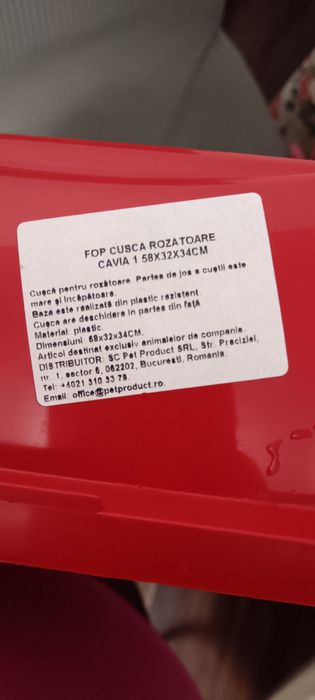 FOP CUSCA ROZATOARE
CAVIA 1 58X32X34CM
Cușcă pentru rozătoare. Partea de jos a cuștii este
mare și încăpătoare.
Baza este realizată din plastic rezistent.
Cușca are deschidere în partea din față
Material: plastic.
Dimensiuni: 58x32x34CM.
Articol destinat exclusiv animalelor de companie.
DISTRIBUITOR: SC Pet Product SRL, Str. Preciziei,
nr. 1, sector 6, 062202, Bucuresti, Romania.
Tel: +4021 310 33 79.
Email: office@petproduct.ro.